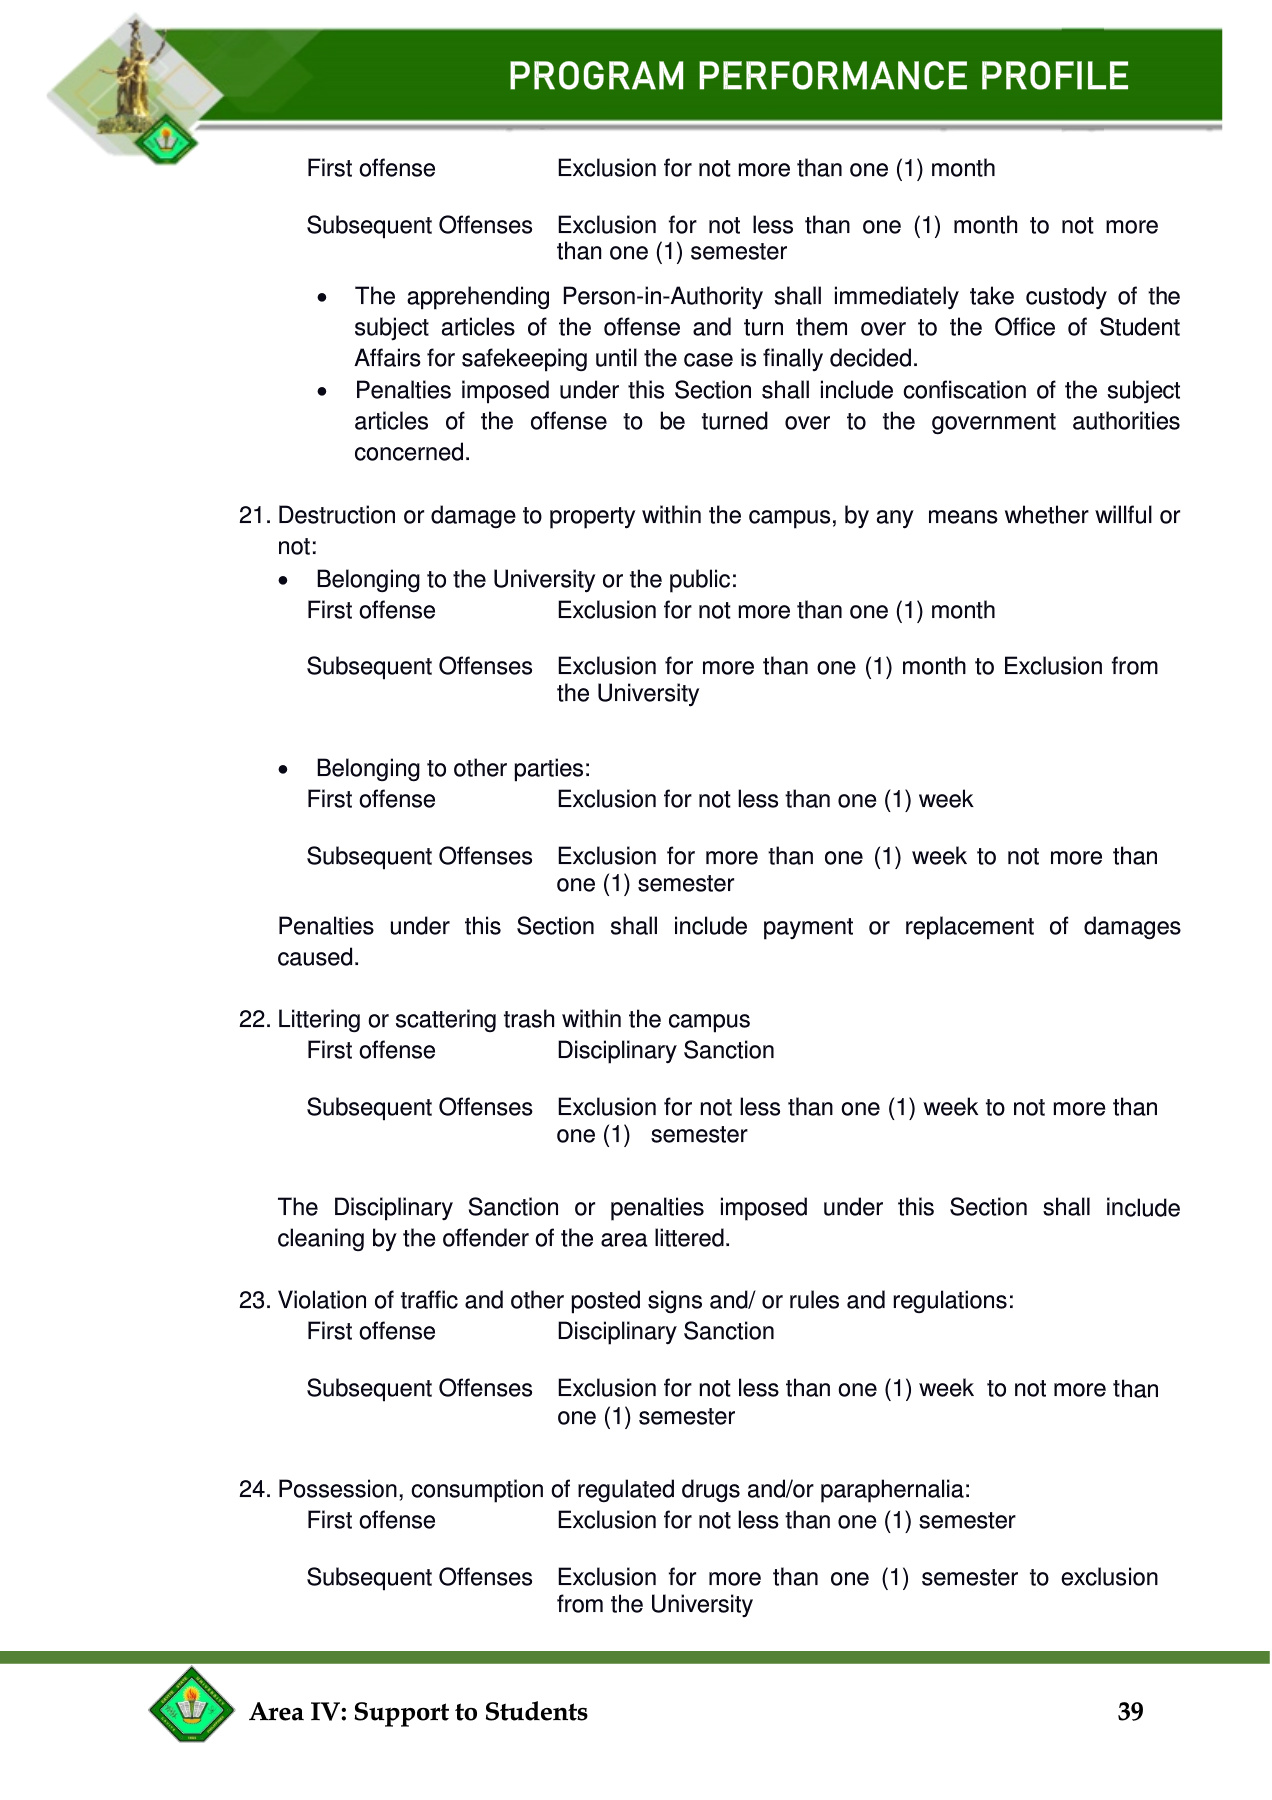 PROGRAM PERFORMANCE PROFILE
First offense Exclusion for not more than one (1) month
Subsequent Offenses Exclusion for not less than one (1) month to not more
than one (1) semester
• The apprehending Person-in-Authority shall immediately take custody of the
subject articles of the offense and turn them over to the Office of Student
Affairs for safekeeping until the case is finally decided.
• Penalties imposed under this Section shall include confiscation of the subject
articles of the offense to be turned over to the government authorities
concerned.
21. Destruction or damage to property within the campus, by any means whether willful or
not:
• Belonging to the University or the public:
First offense Exclusion for not more than one (1) month
Subsequent Offenses Exclusion for more than one (1) month to Exclusion from
the University
• Belonging to other parties:
First offense Exclusion for not less than one (1) week
Subsequent Offenses Exclusion for more than one (1) week to not more than
one (1) semester
Penalties under this Section shall include payment or replacement of damages
caused.
22. Littering or scattering trash within the campus
First offense Disciplinary Sanction
Subsequent Offenses Exclusion for not less than one (1) week to not more than
one (1) semester
The Disciplinary Sanction or penalties imposed under this Section shall include
cleaning by the offender of the area littered.
23. Violation of traffic and other posted signs and/ or rules and regulations:
First offense Disciplinary Sanction
Subsequent Offenses Exclusion for not less than one (1) week to not more than
one (1) semester
24. Possession, consumption of regulated drugs and/or paraphernalia:
First offense Exclusion for not less than one (1) semester
Subsequent Offenses Exclusion for more than one (1) semester to exclusion
from the University
Area IV: Support to Students 39